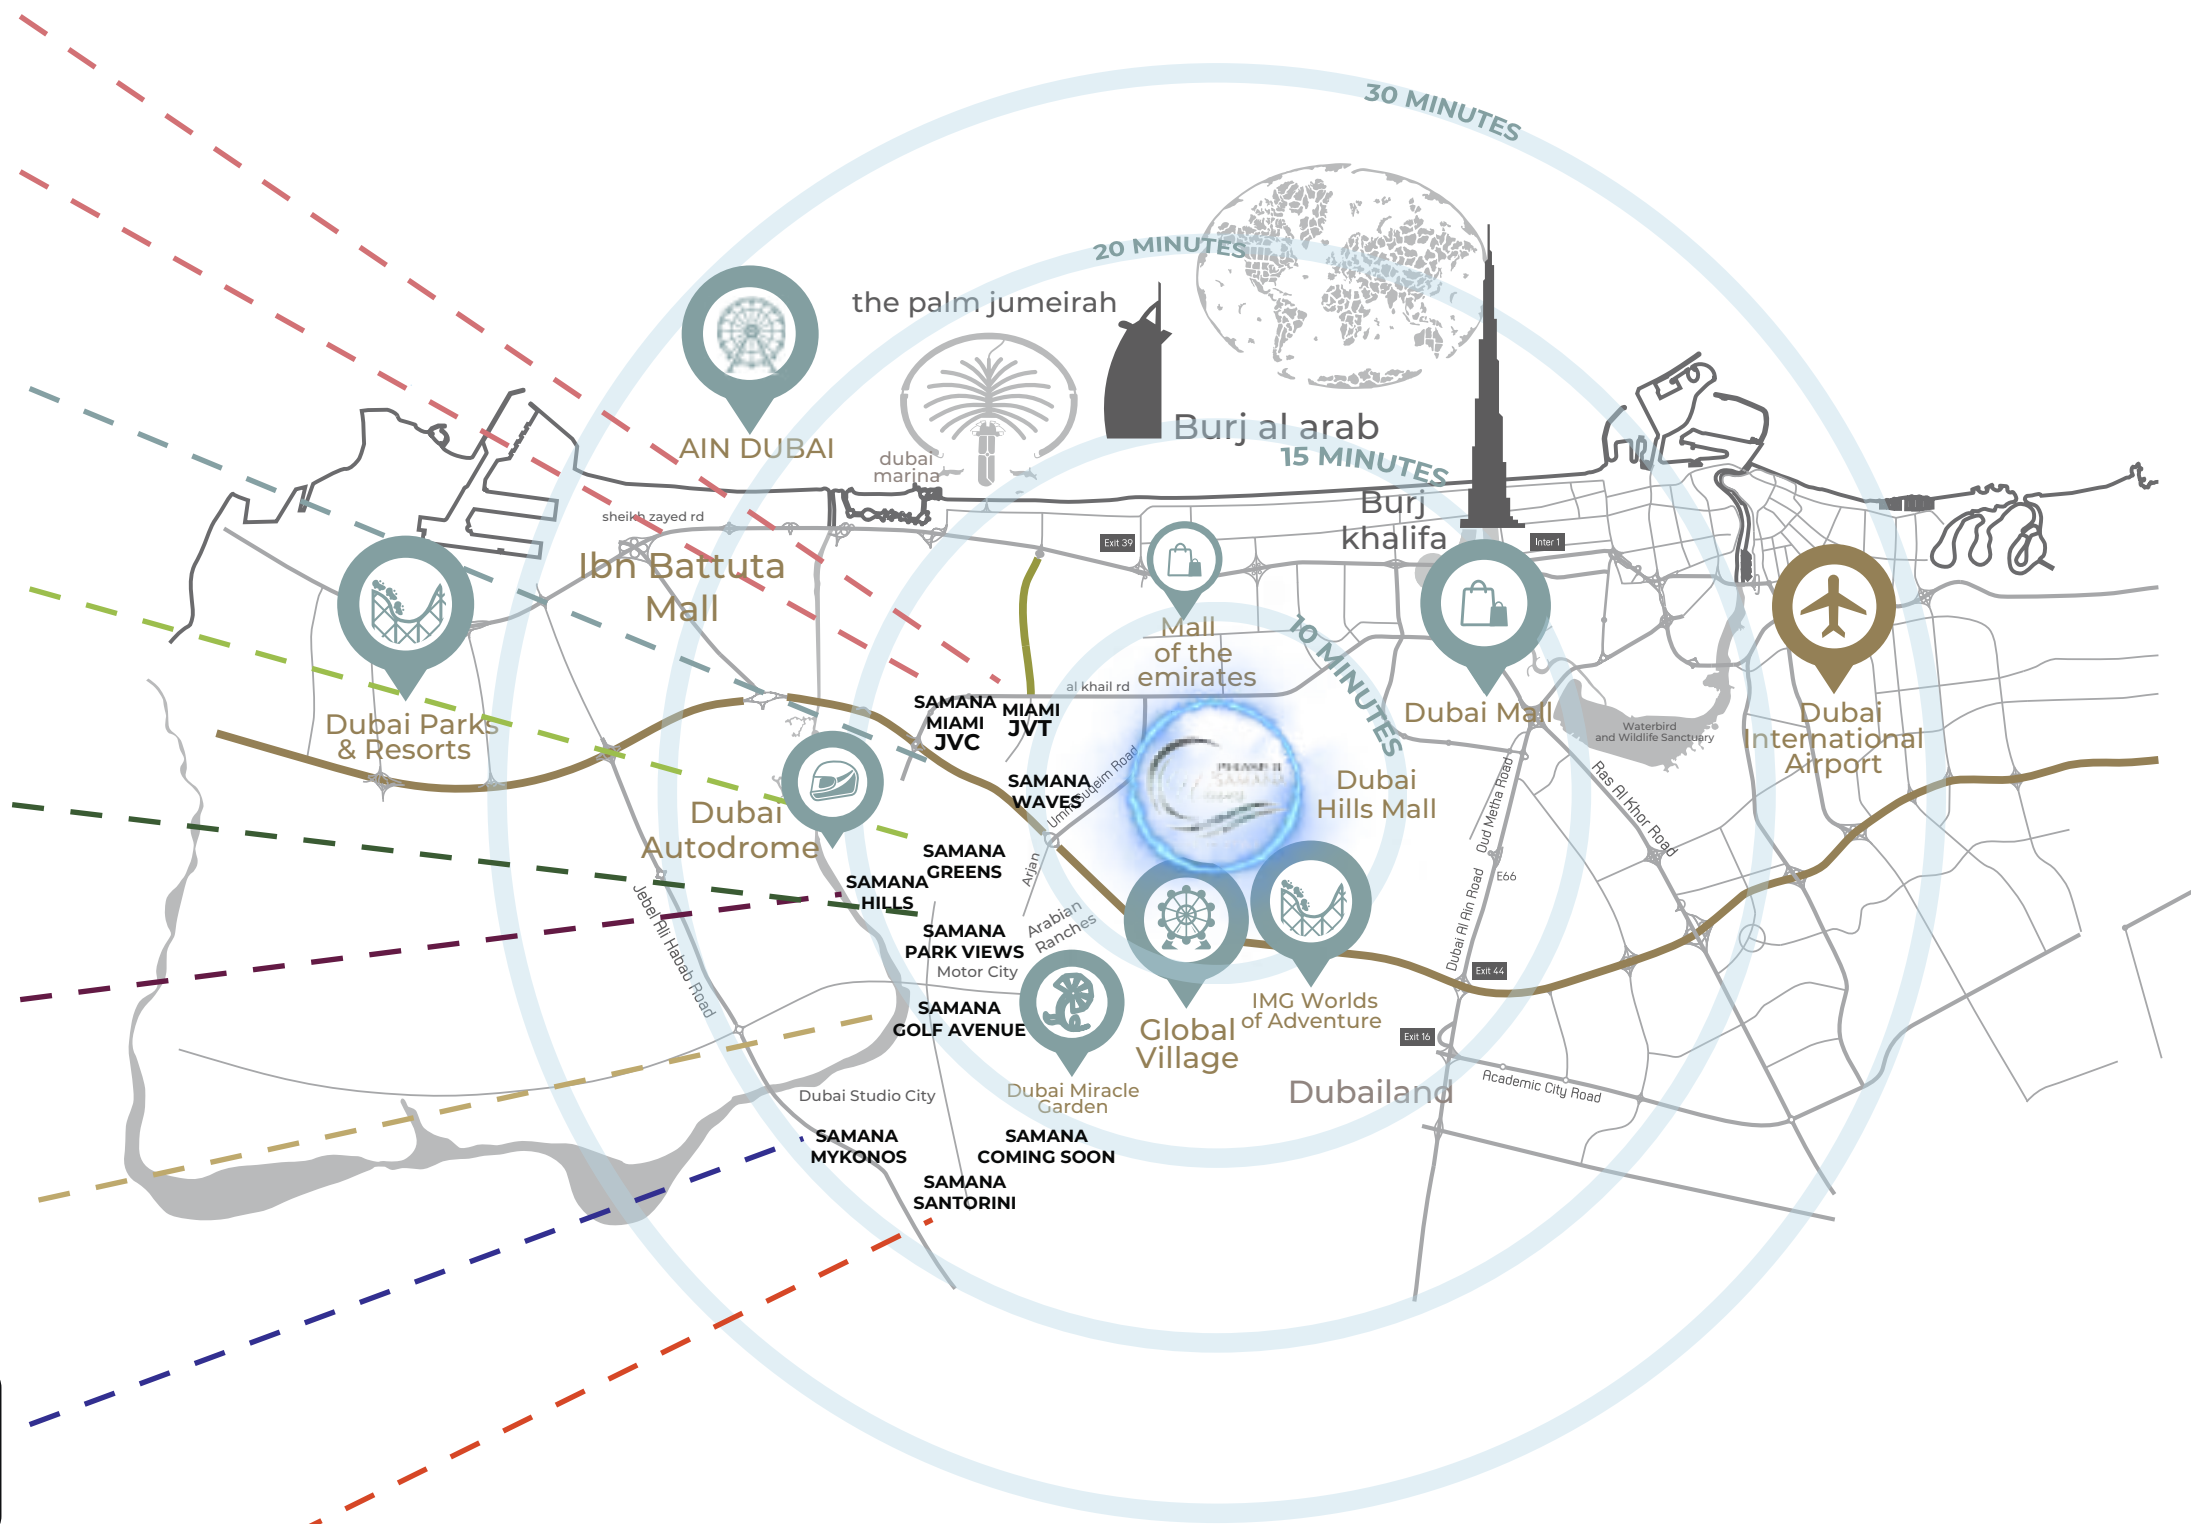 30 MINUTES
20 MINUTES
the palm jumeirah
Burj al arab
15 MINUTES
AIN DUBAI
dubai
marina
Burj
khalifa
sheikh zayed rd
Exit 39
Inter 1
Ibn Battuta
Mall
Mall
of the
emirates
10 MINUTES
al khail rd
SAMANA
MIAMI
JVC
MIAMI
JVT
Dubai Parks
& Resorts
Dubai Mall
Waterbird
and Wildlife Sanctuary
Dubai
International
Airport
SAMANA
WAVES
Umm Suqeim Road
PHASE II
SAMANA
Dubai
Hills Mall
Oud Metha Road
Ras Al Khor Road
Dubai
Autodrome
SAMANA
GREENS
Arjan
E66
SAMANA
HILLS
Jebel Ali Habab Road
Arabian
Ranches
SAMANA
PARK VIEWS
Motor City
Dubai Al Ain Road
Exit 44
SAMANA
GOLF AVENUE
IMG Worlds
of Adventure
Global
Village
Exit 16
Dubai Miracle
Garden
Dubai Studio City
Dubailand
Academic City Road
SAMANA
MYKONOS
SAMANA
COMING SOON
SAMANA
SANTORINI